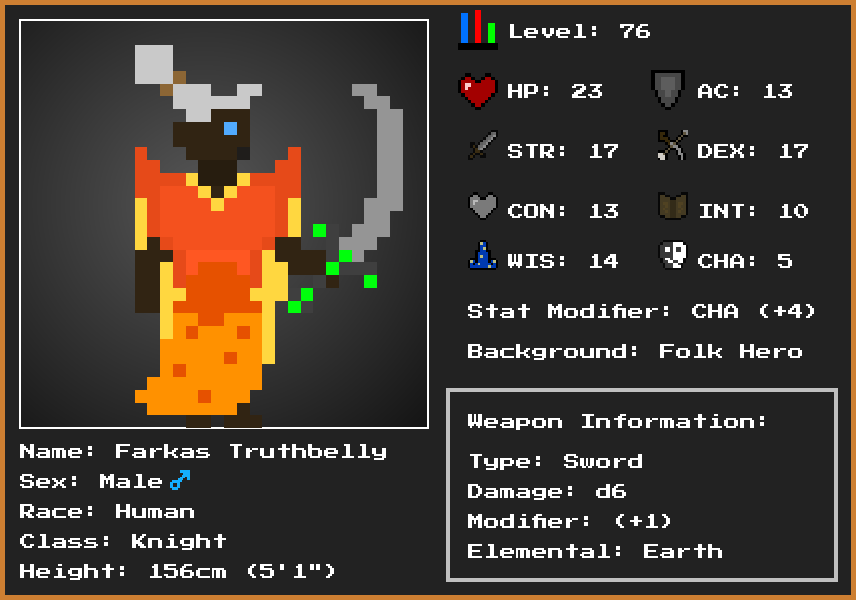 Level: 76
HP: 23 AC: 13
STR: 17 DEX: 17
CON: 13 INT: 10
WIS: 14 CHA: 5
Stat Modifier: CHA (+4)
Background: Folk Hero
Weapon Information:
Type: Sword
Damage: d6
Modifier: (+1)
Elemental: Earth
Name: Farkas Truthbelly
Sex: Male♂
Race: Human
Class: Knight
Height: 156cm (5'1")